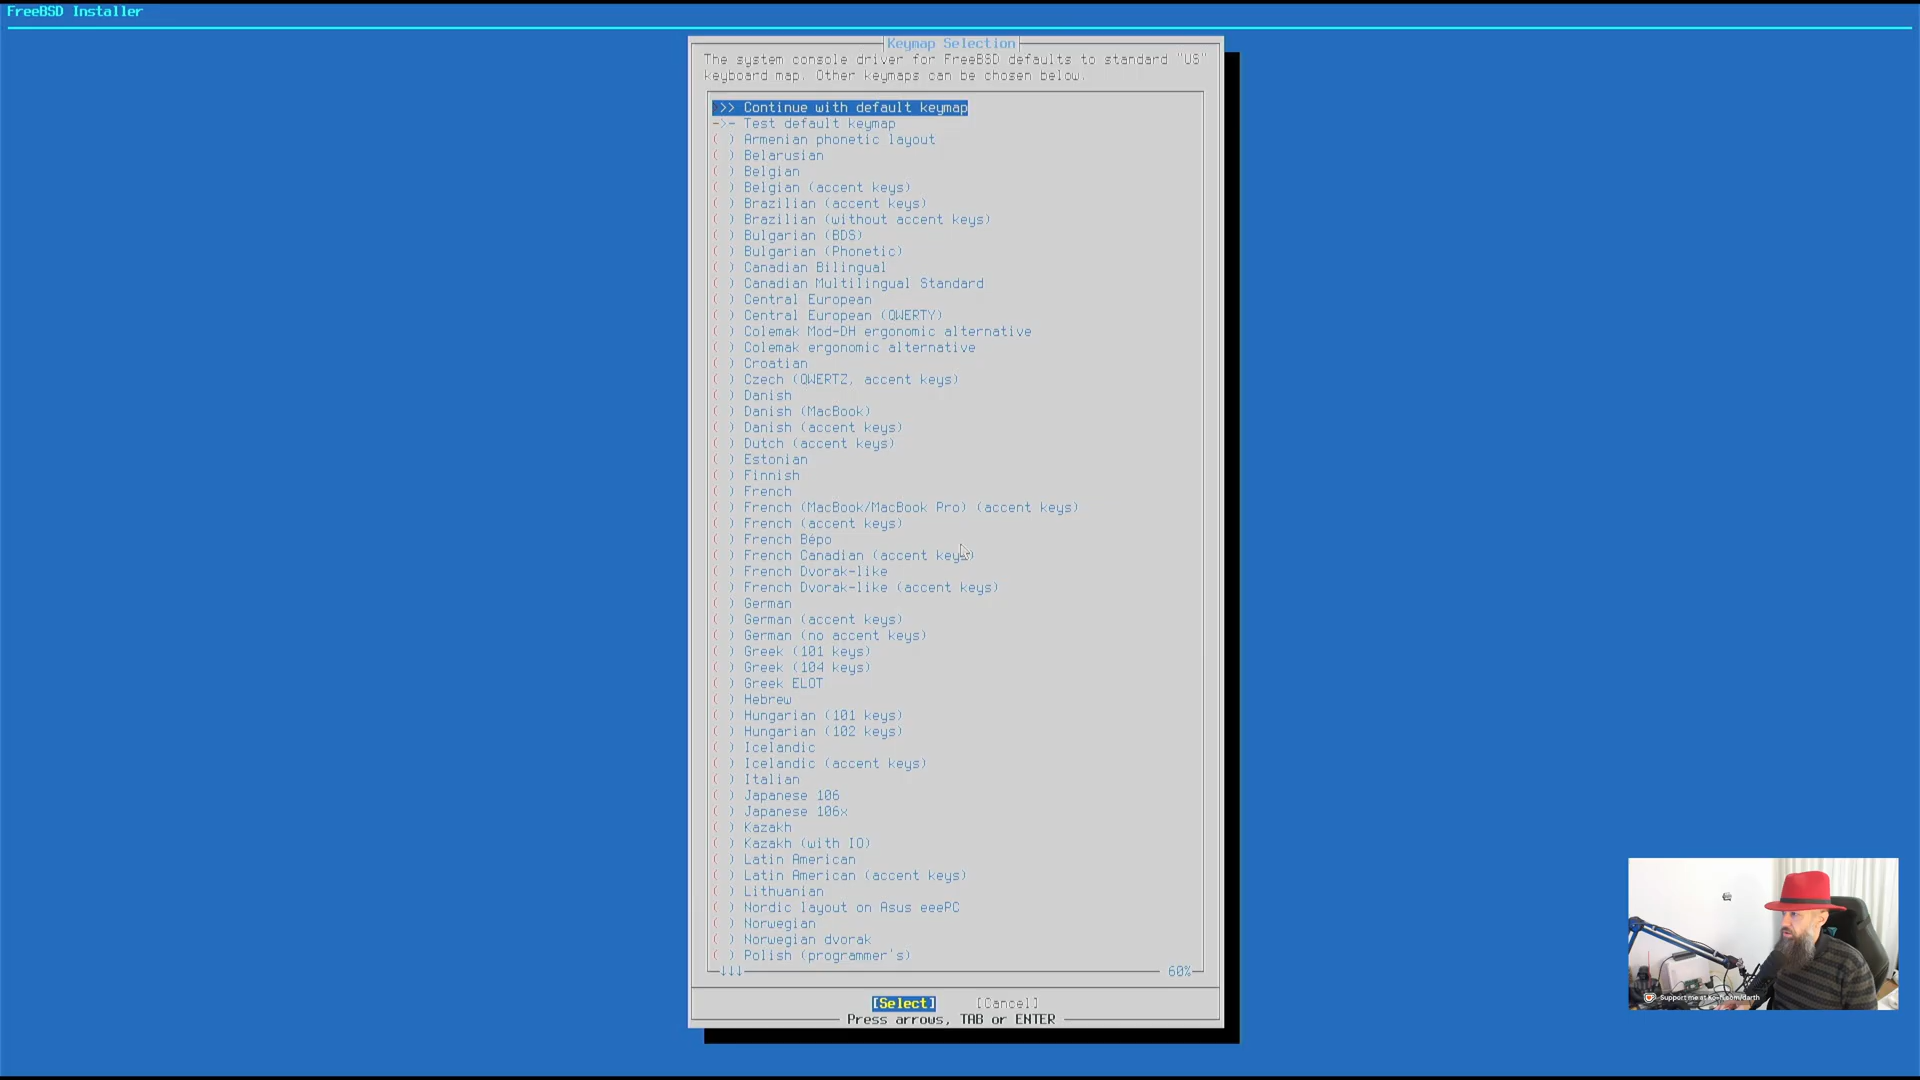 FreeBSD Installer
Keymap Selection
The system console driver for FreeBSD defaults to standard "US"
keyboard map. Other keymaps can be chosen below.
>>> Continue with default keymap
->- Test default keymap
( ) Armenian phonetic layout
( ) Belarusian
( ) Belgian
( ) Belgian (accent keys)
( ) Brazilian (accent keys)
( ) Brazilian (without accent keys)
( ) Bulgarian (BDS)
( ) Bulgarian (Phonetic)
( ) Canadian Bilingual
( ) Canadian Multilingual Standard
( ) Central European
( ) Central European (QWERTY)
( ) Colemak Mod-DH ergonomic alternative
( ) Colemak ergonomic alternative
( ) Croatian
( ) Czech (QWERTZ, accent keys)
( ) Danish
( ) Danish (MacBook)
( ) Danish (accent keys)
( ) Dutch (accent keys)
( ) Estonian
( ) Finnish
( ) French
( ) French (MacBook/MacBook Pro) (accent keys)
( ) French (accent keys)
( ) French Bépo
( ) French Canadian (accent keys)
( ) French Dvorak-like
( ) French Dvorak-like (accent keys)
( ) German
( ) German (accent keys)
( ) German (no accent keys)
( ) Greek (101 keys)
( ) Greek (104 keys)
( ) Greek ELOT
( ) Hebrew
( ) Hungarian (101 keys)
( ) Hungarian (102 keys)
( ) Icelandic
( ) Icelandic (accent keys)
( ) Italian
( ) Japanese 106
( ) Japanese 106x
( ) Kazakh
( ) Kazakh (with IO)
( ) Latin American
( ) Latin American (accent keys)
( ) Lithuanian
( ) Nordic layout on Asus eeePC
( ) Norwegian
( ) Norwegian dvorak
( ) Polish (programmer's)
↓↓↓ 60%
[Select] [Cancel]
Press arrows, TAB or ENTER
Support me at Ko-fi.com/darth